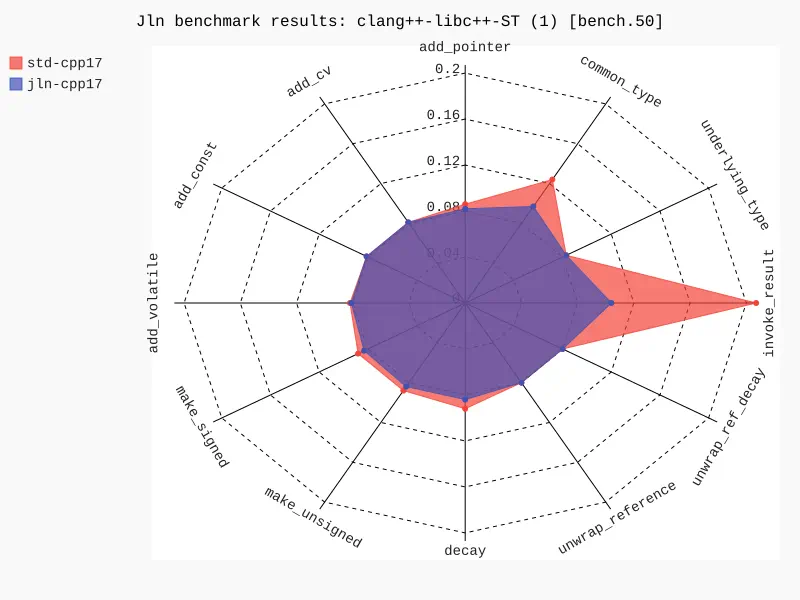 Jln benchmark results: clang++-libc++-ST (1) [bench.50]
std-cpp17
jln-cpp17
add_pointer
common_type
underlying_type
invoke_result
unwrap_ref_decay
unwrap_reference
decay
make_unsigned
make_signed
add_volatile
add_const
add_cv
0.2
0.16
0.12
0.08
0.04
0